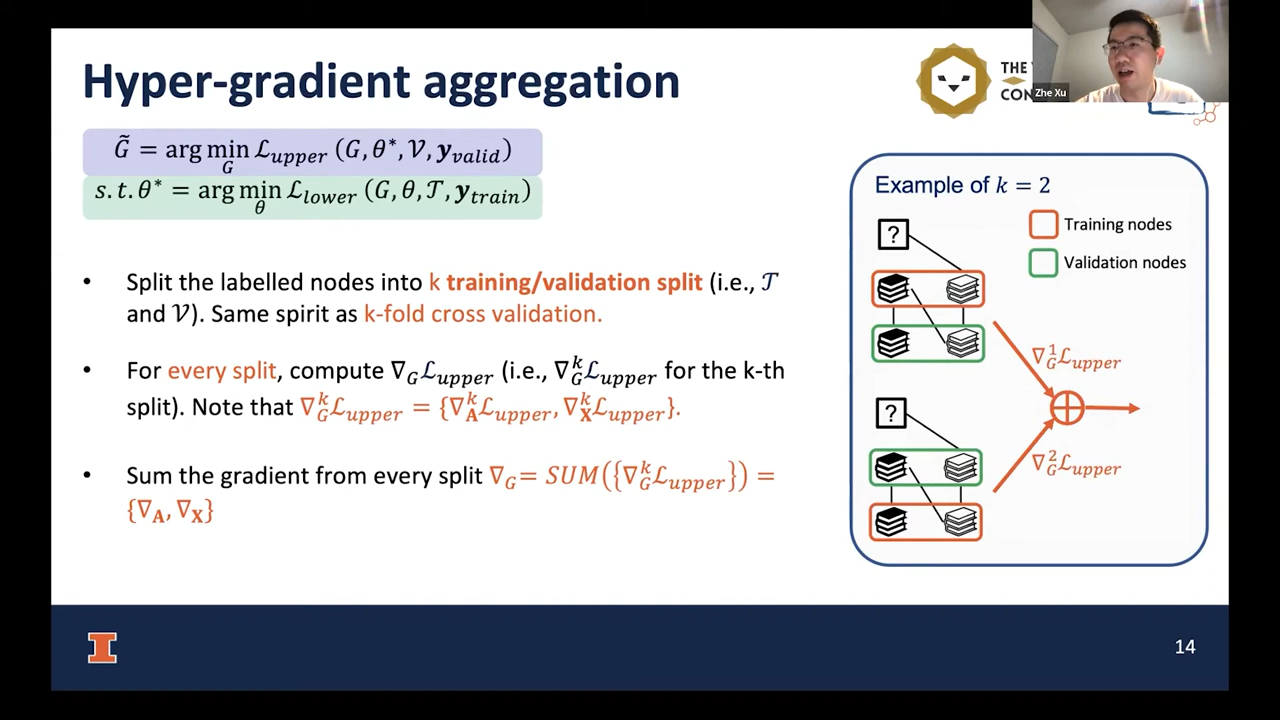 Hyper-gradient aggregation
THE
CON
Zhe Xu
G̃ = arg min_G ℒ_upper (G, θ*, 𝒱, y_valid)
s.t. θ* = arg min_θ ℒ_lower (G, θ, 𝒯, y_train)
• Split the labelled nodes into k training/validation split (i.e., 𝒯
and 𝒱). Same spirit as k-fold cross validation.
• For every split, compute ∇_G ℒ_upper (i.e., ∇_G^k ℒ_upper for the k-th
split). Note that ∇_G^k ℒ_upper = {∇_A^k ℒ_upper, ∇_X^k ℒ_upper}.
• Sum the gradient from every split ∇_G = SUM({∇_G^k ℒ_upper}) =
{∇_A, ∇_X}
Example of k = 2
Training nodes
Validation nodes
?
∇_G^1 ℒ_upper
?
∇_G^2 ℒ_upper
I
14